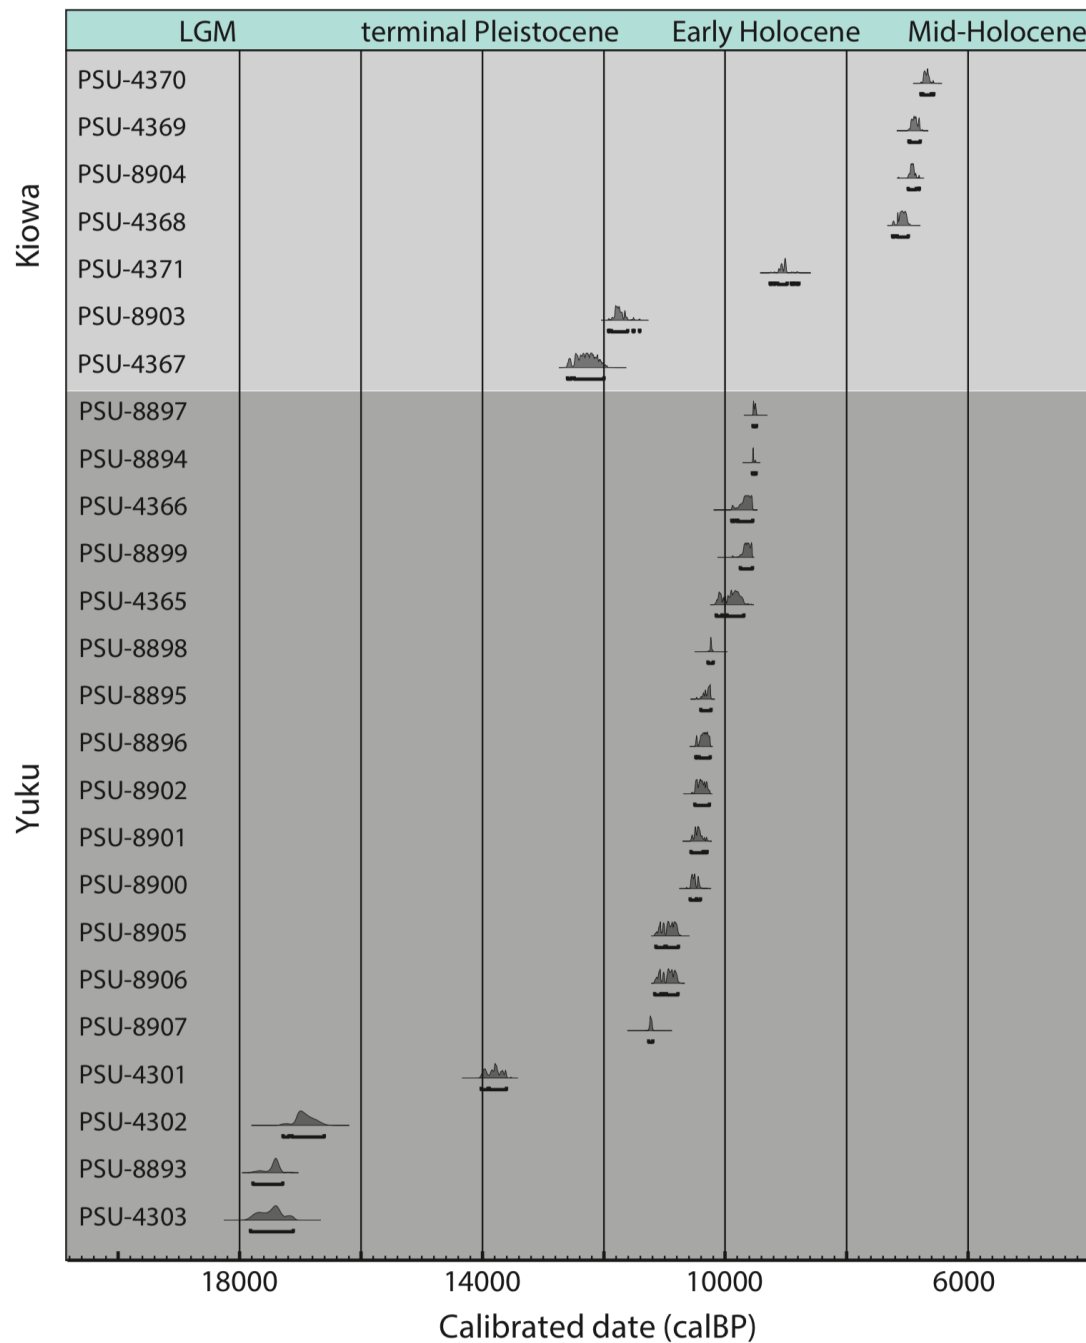 LGM terminal Pleistocene Early Holocene Mid-Holocene
Kiowa
PSU-4370
PSU-4369
PSU-8904
PSU-4368
PSU-4371
PSU-8903
PSU-4367
Yuku
PSU-8897
PSU-8894
PSU-4366
PSU-8899
PSU-4365
PSU-8898
PSU-8895
PSU-8896
PSU-8902
PSU-8901
PSU-8900
PSU-8905
PSU-8906
PSU-8907
PSU-4301
PSU-4302
PSU-8893
PSU-4303
18000 14000 10000 6000
Calibrated date (calBP)